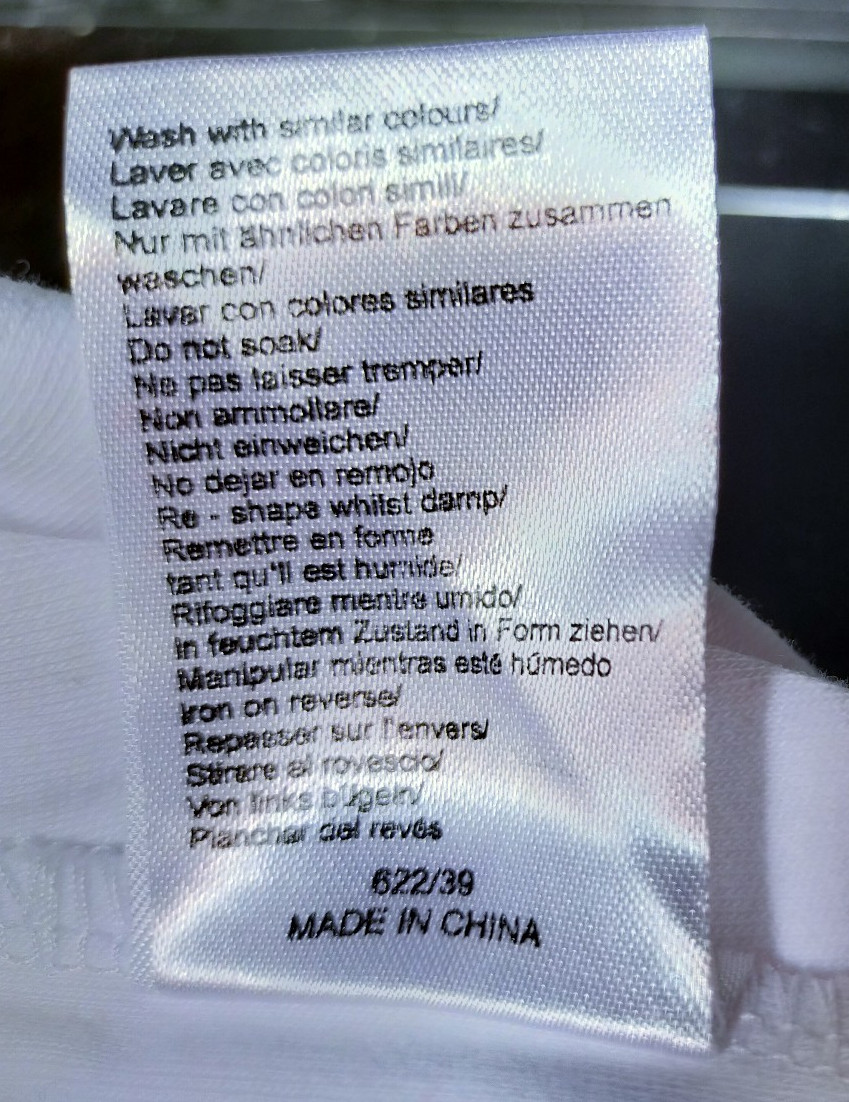 Wash with similar colours/
Laver avec coloris similaires/
Lavare con colori simili/
Nur mit ähnlichen Farben zusammen
waschen/
Lavar con colores similares
Do not soak/
Ne pas laisser tremper/
Non ammollare/
Nicht einweichen/
No dejar en remojo
Re - shape whilst damp/
Remettre en forme
tant qu'il est humide/
Rifoggiare mentre umido/
In feuchtem Zustand in Form ziehen/
Manipular mientras esté húmedo
Iron on reverse/
Repasser sur l'envers/
Stirare al rovescio/
Von links bügeln/
Planchar del revés
622/39
MADE IN CHINA